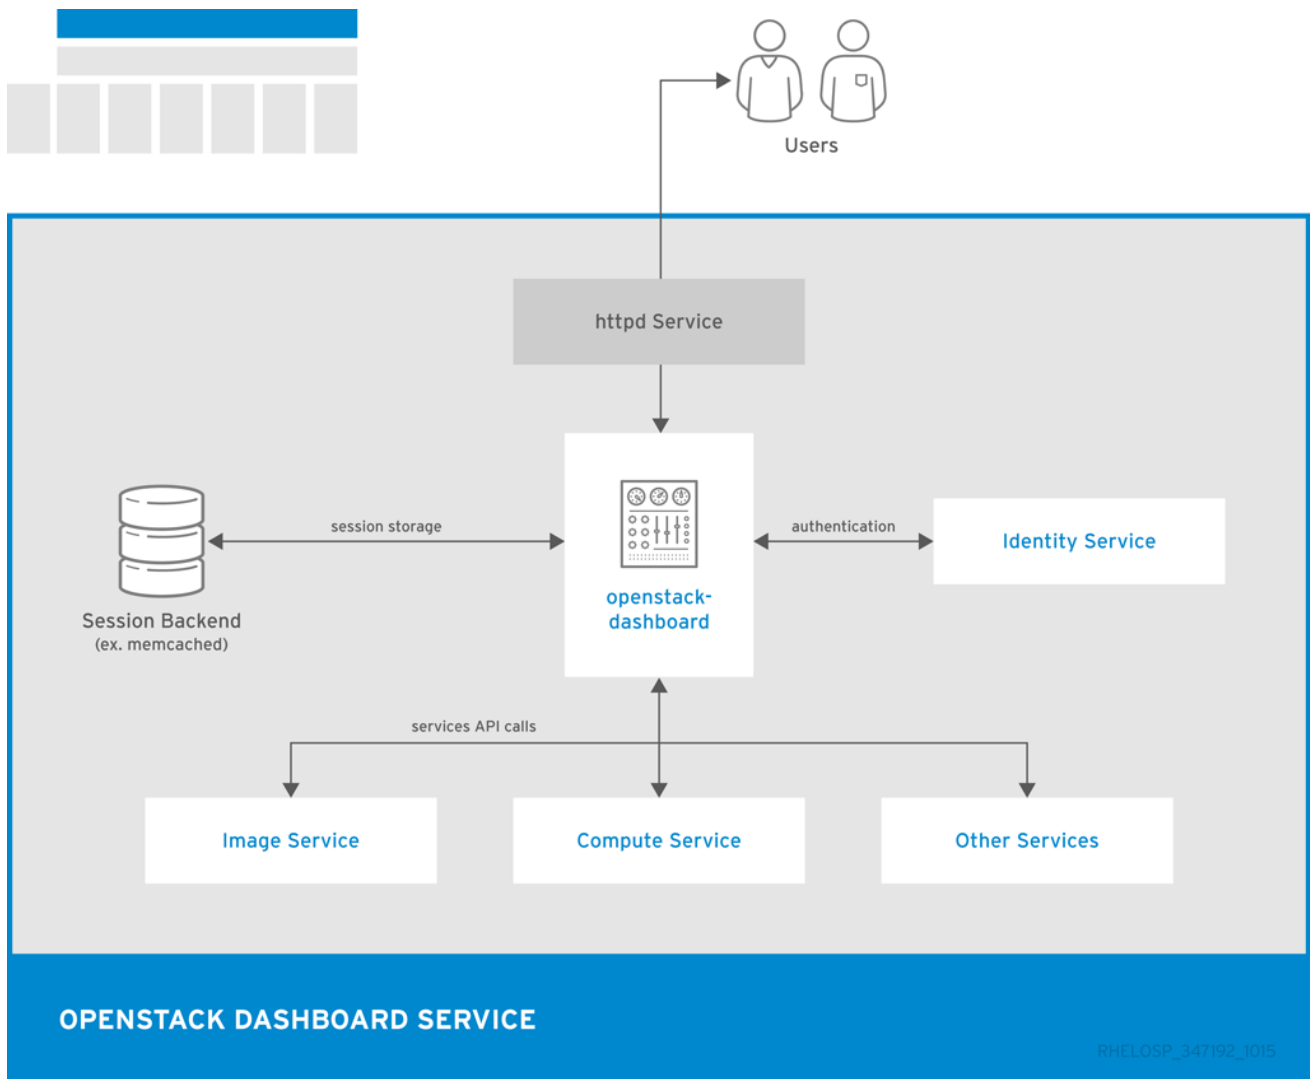 Users
httpd Service
session storage
authentication
Identity Service
openstack-
dashboard
Session Backend
(ex. memcached)
services API calls
Image Service
Compute Service
Other Services
OPENSTACK DASHBOARD SERVICE
RHELOSP_347192_1015